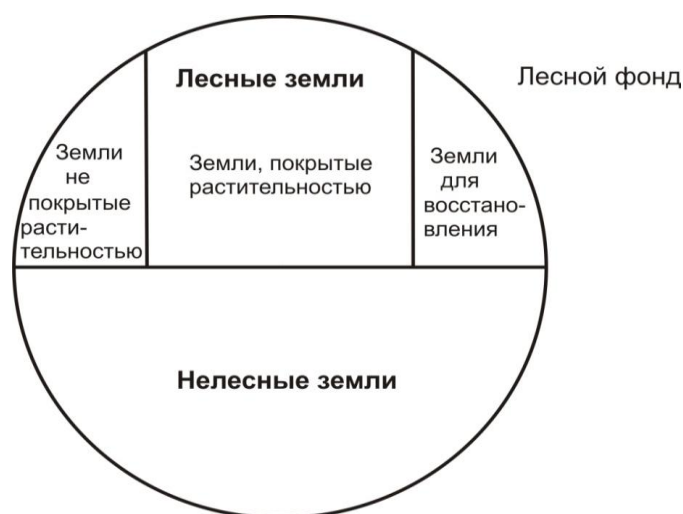 Лесные земли
Лесной фонд
Земли
не
покрытые
расти-
тельностью
Земли, покрытые
растительностью
Земли
для
восстано-
вления
Нелесные земли